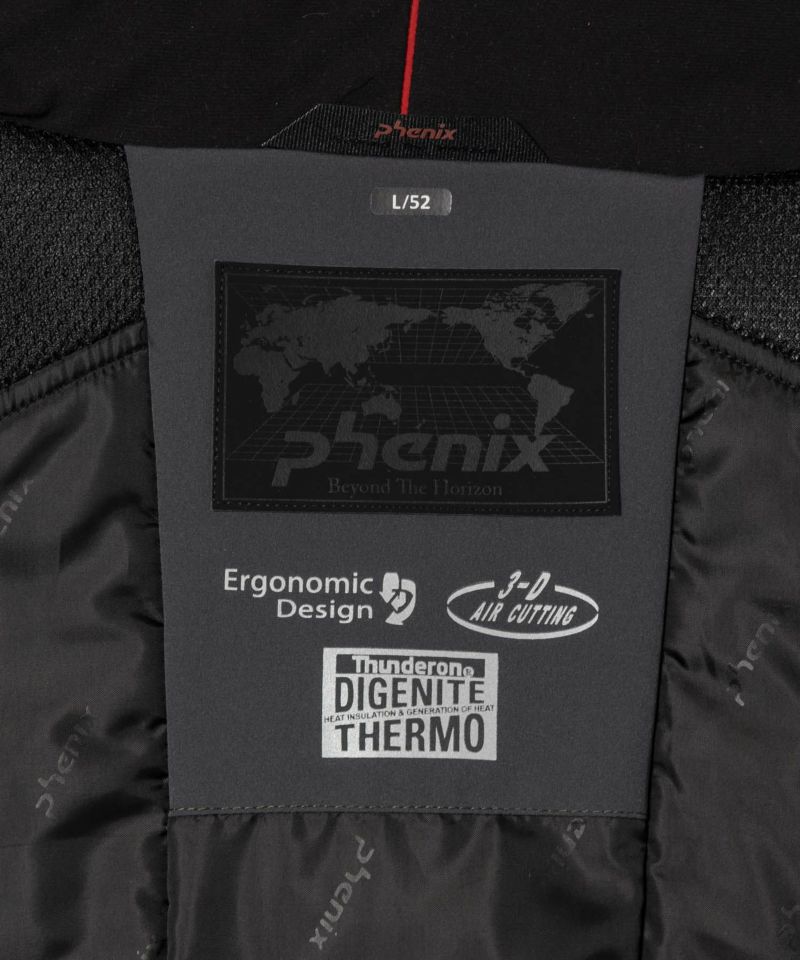 phenix
L/52
phenix
Beyond The Horizon
Ergonomic
Design
3-D
AIR CUTTING
Thunderon®
DIGENITE
HEAT INSULATION & GENERATION OF HEAT
THERMO
phenix
phenix
phenix